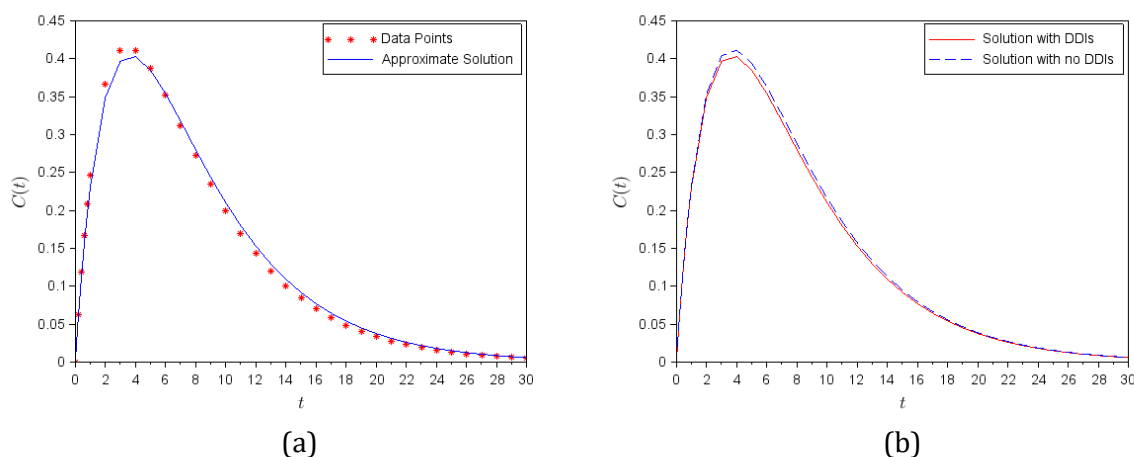 0.45
0.4
0.35
0.3
0.25
0.2
0.15
0.1
0.05
0
C(t)
0 2 4 6 8 10 12 14 16 18 20 22 24 26 28 30
t
Data Points
Approximate Solution
(a)
0.45
0.4
0.35
0.3
0.25
0.2
0.15
0.1
0.05
0
C(t)
0 2 4 6 8 10 12 14 16 18 20 22 24 26 28 30
t
Solution with DDIs
Solution with no DDIs
(b)